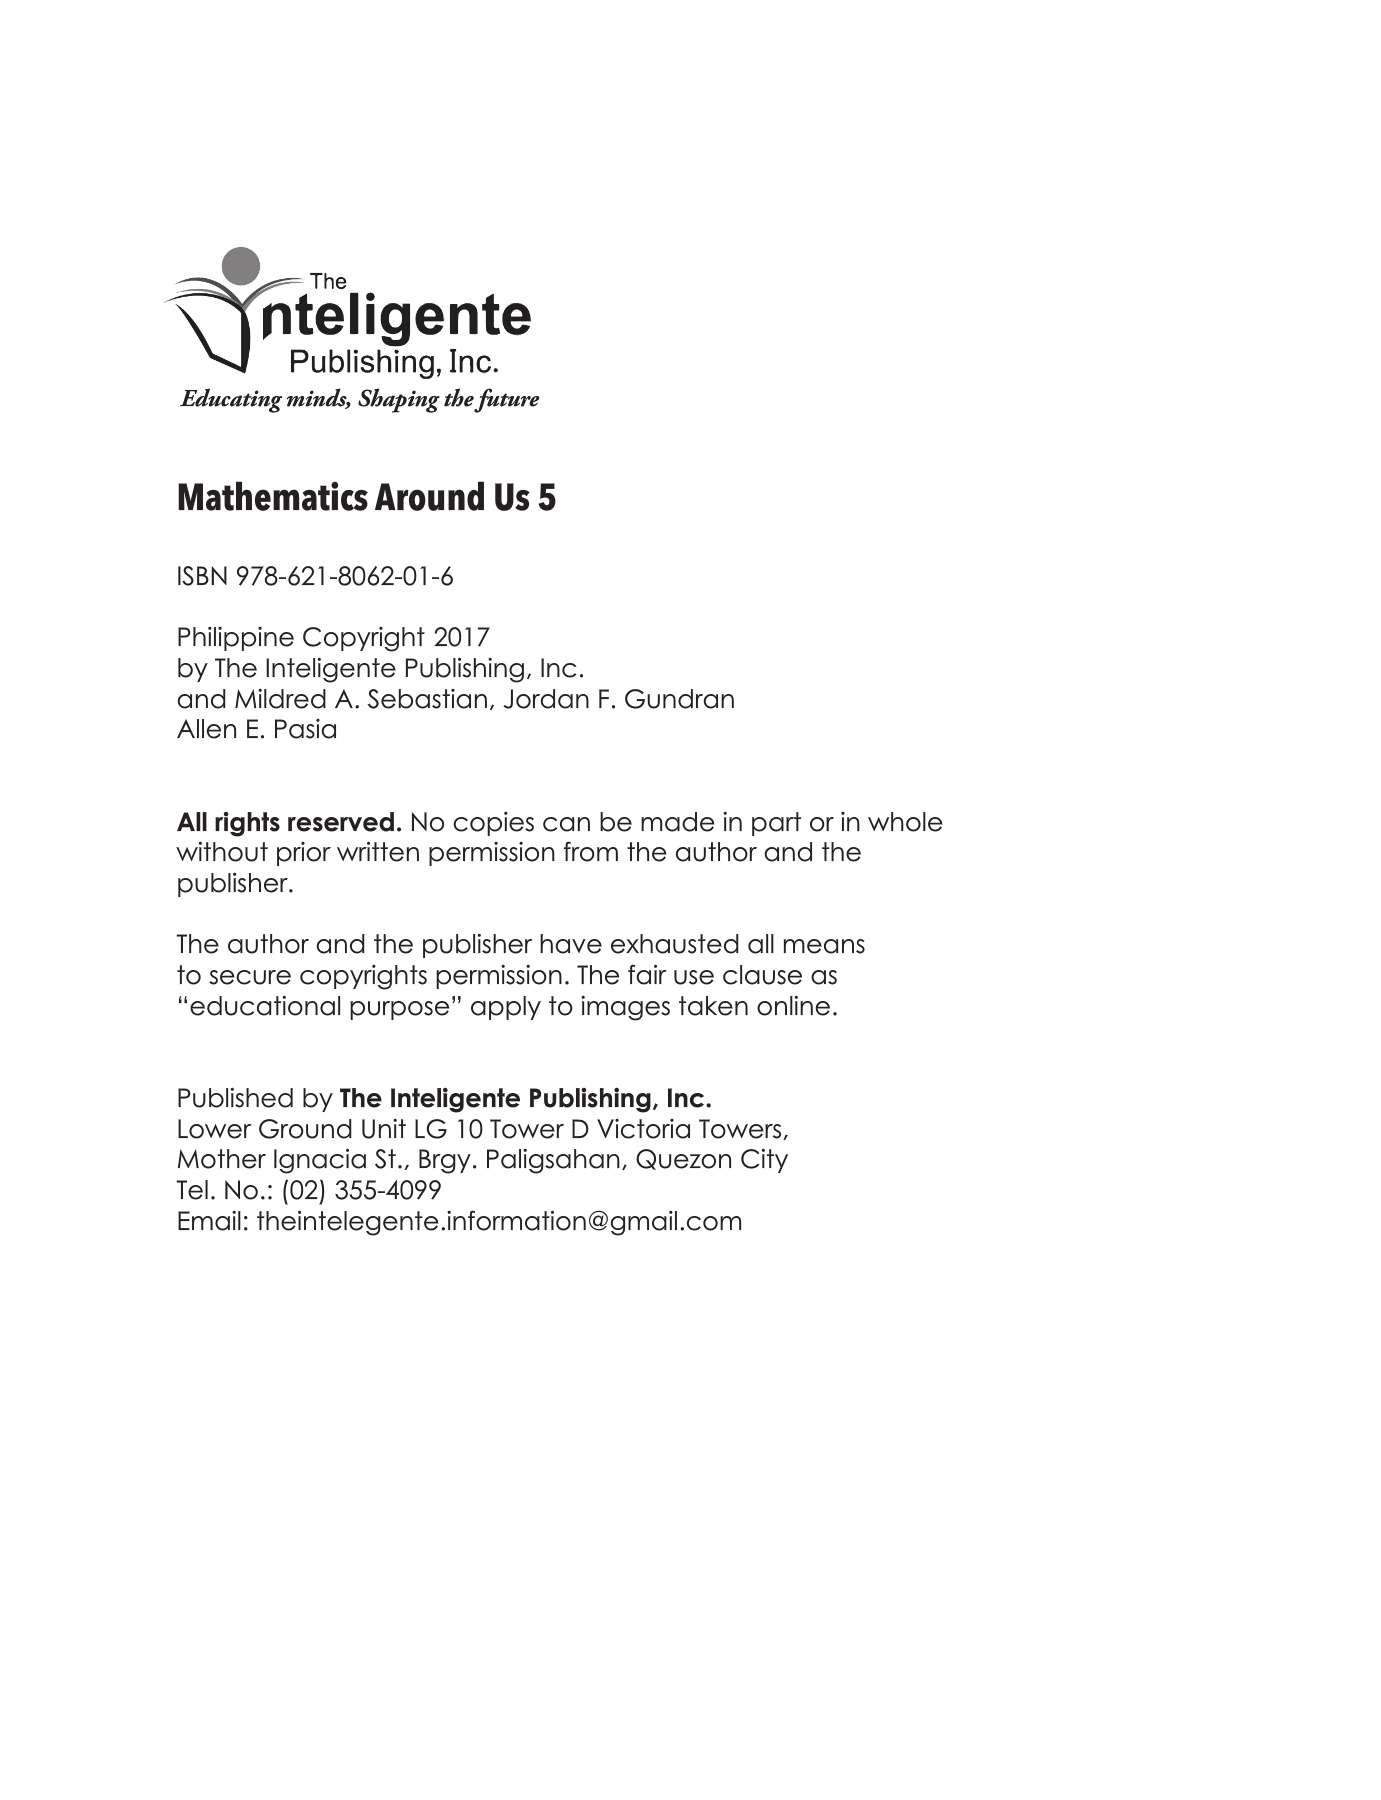 The
Inteligente
Publishing, Inc.
Educating minds, Shaping the future
Mathematics Around Us 5
ISBN 978-621-8062-01-6
Philippine Copyright 2017
by The Inteligente Publishing, Inc.
and Mildred A. Sebastian, Jordan F. Gundran
Allen E. Pasia
All rights reserved. No copies can be made in part or in whole
without prior written permission from the author and the
publisher.
The author and the publisher have exhausted all means
to secure copyrights permission. The fair use clause as
“educational purpose” apply to images taken online.
Published by The Inteligente Publishing, Inc.
Lower Ground Unit LG 10 Tower D Victoria Towers,
Mother Ignacia St., Brgy. Paligsahan, Quezon City
Tel. No.: (02) 355-4099
Email: theintelegente.information@gmail.com